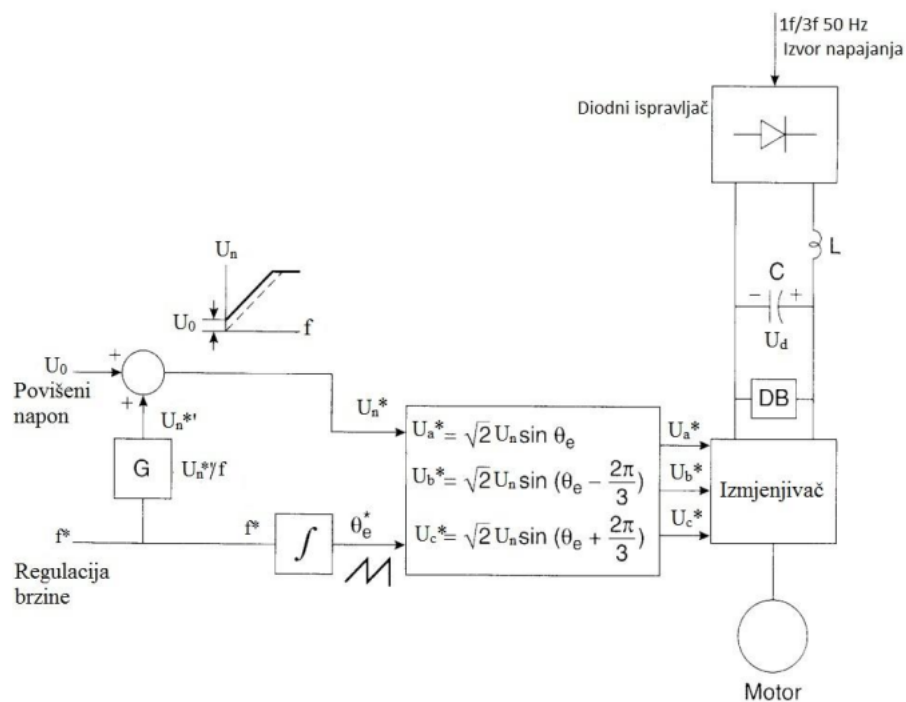 1f/3f 50 Hz
Izvor napajanja
Diodni ispravljač
L
C
− +
U_d
DB
U_n
U_0
f
U_0
+
+
Povišeni
napon
U_n*'
U_n*
G
U_n*'/f
f*
f*
∫
θ_e*
Regulacija
brzine
U_a* = √2 U_n sin θ_e
U_b* = √2 U_n sin (θ_e − 2π/3)
U_c* = √2 U_n sin (θ_e + 2π/3)
U_a*
U_b*
U_c*
Izmjenjivač
Motor